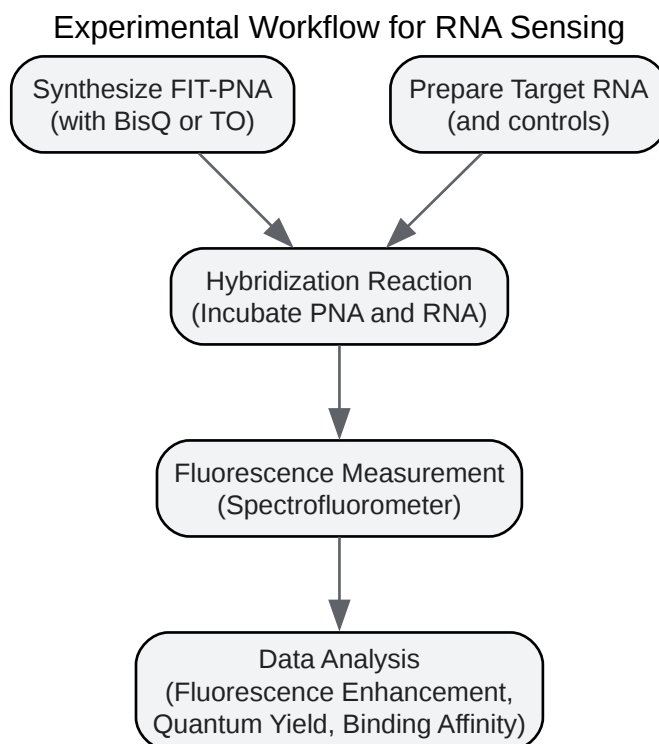 Experimental Workflow for RNA Sensing
Synthesize FIT-PNA
(with BisQ or TO)
Prepare Target RNA
(and controls)
Hybridization Reaction
(Incubate PNA and RNA)
Fluorescence Measurement
(Spectrofluorometer)
Data Analysis
(Fluorescence Enhancement,
Quantum Yield, Binding Affinity)